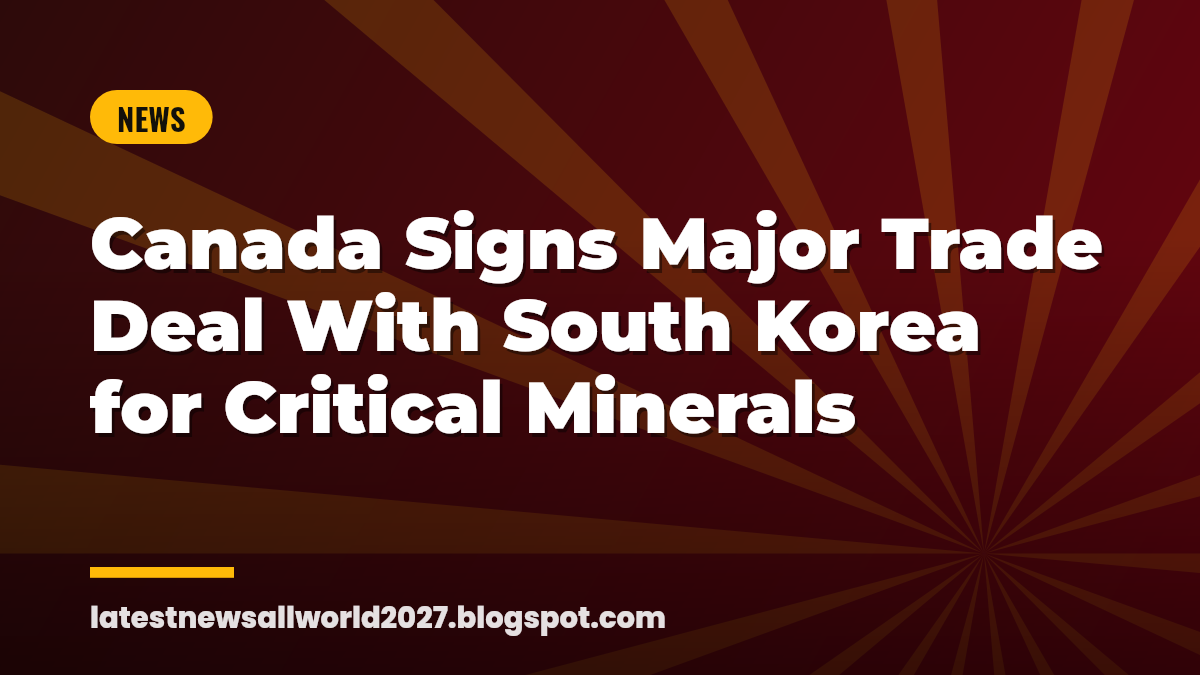 NEWS
Canada Signs Major Trade
Deal With South Korea
for Critical Minerals
latestnewsallworld2027.blogspot.com